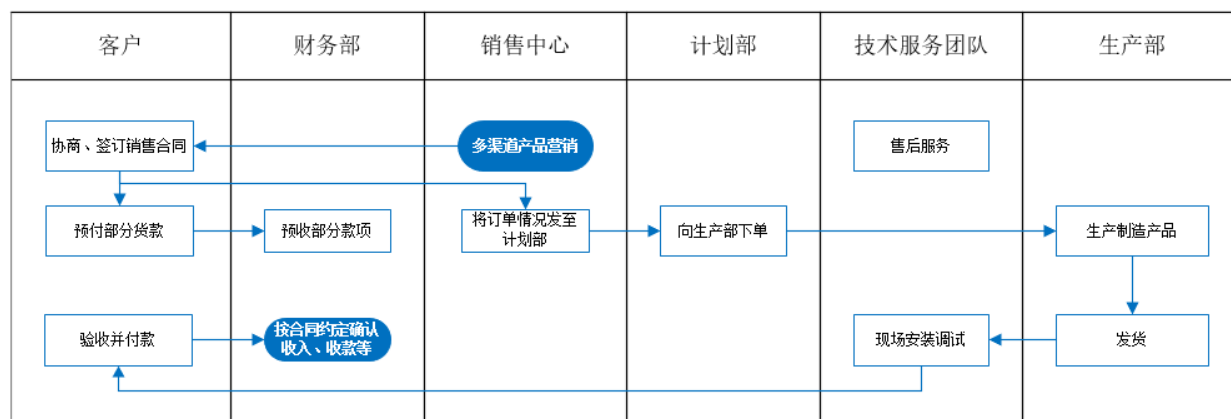 客户
财务部
销售中心
计划部
技术服务团队
生产部
协商、签订销售合同
多渠道产品营销
售后服务
预付部分货款
预收部分款项
将订单情况发至
计划部
向生产部下单
生产制造产品
验收并付款
按合同约定确认
收入、收款等
现场安装调试
发货